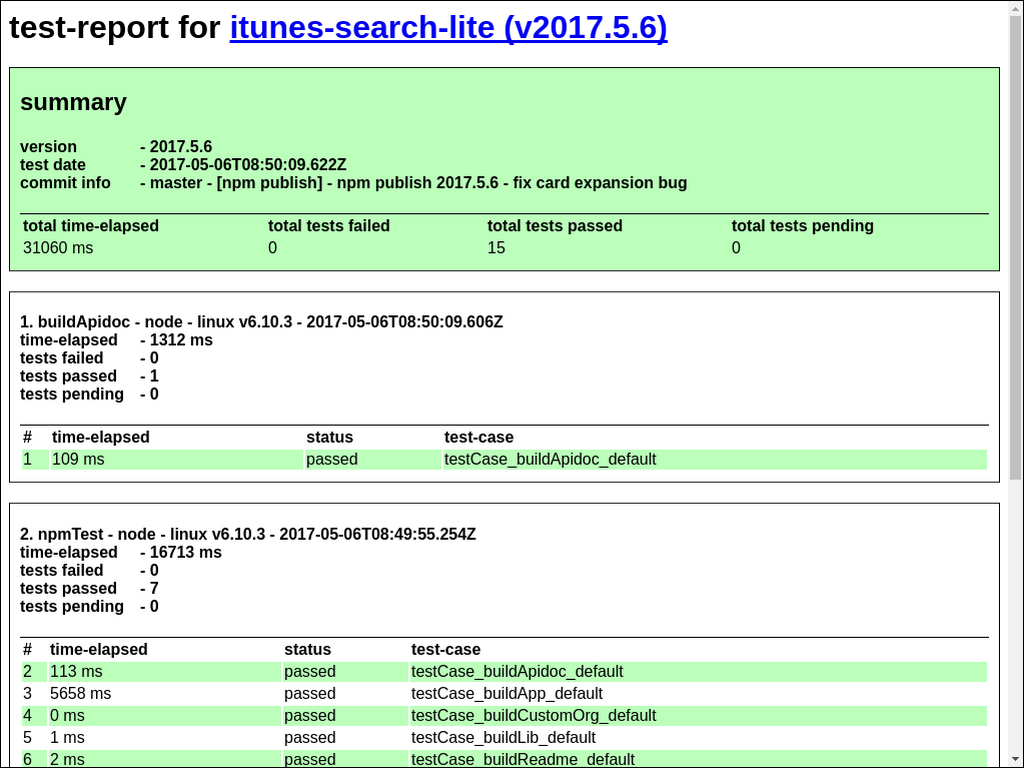 test-report for itunes-search-lite (v2017.5.6)
summary
version - 2017.5.6
test date - 2017-05-06T08:50:09.622Z
commit info - master - [npm publish] - npm publish 2017.5.6 - fix card expansion bug
total time-elapsed total tests failed total tests passed total tests pending
31060 ms 0 15 0
1. buildApidoc - node - linux v6.10.3 - 2017-05-06T08:50:09.606Z
time-elapsed - 1312 ms
tests failed - 0
tests passed - 1
tests pending - 0
# time-elapsed status test-case
1 109 ms passed testCase_buildApidoc_default
2. npmTest - node - linux v6.10.3 - 2017-05-06T08:49:55.254Z
time-elapsed - 16713 ms
tests failed - 0
tests passed - 7
tests pending - 0
# time-elapsed status test-case
2 113 ms passed testCase_buildApidoc_default
3 5658 ms passed testCase_buildApp_default
4 0 ms passed testCase_buildCustomOrg_default
5 1 ms passed testCase_buildLib_default
6 2 ms passed testCase_buildReadme_default